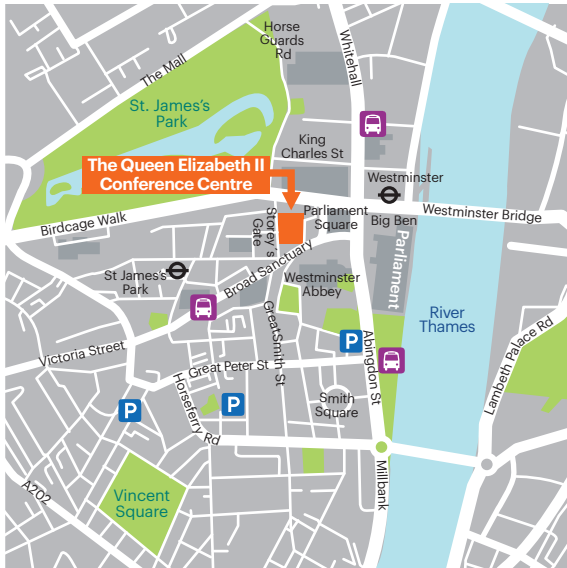 Horse
Guards
Rd
Whitehall
The Mall
St. James's
Park
King
Charles St
The Queen Elizabeth II
Conference Centre
Westminster
Birdcage Walk
Storey's
Gate
Parliament
Square
Big Ben
Westminster Bridge
Parliament
St James's
Park
Broad Sanctuary
Westminster
Abbey
River
Thames
Victoria Street
Great Smith St
P
Abingdon St
Lambeth Palace Rd
Great Peter St
Horseferry Rd
P
P
Smith
Square
A202
Vincent
Square
Millbank